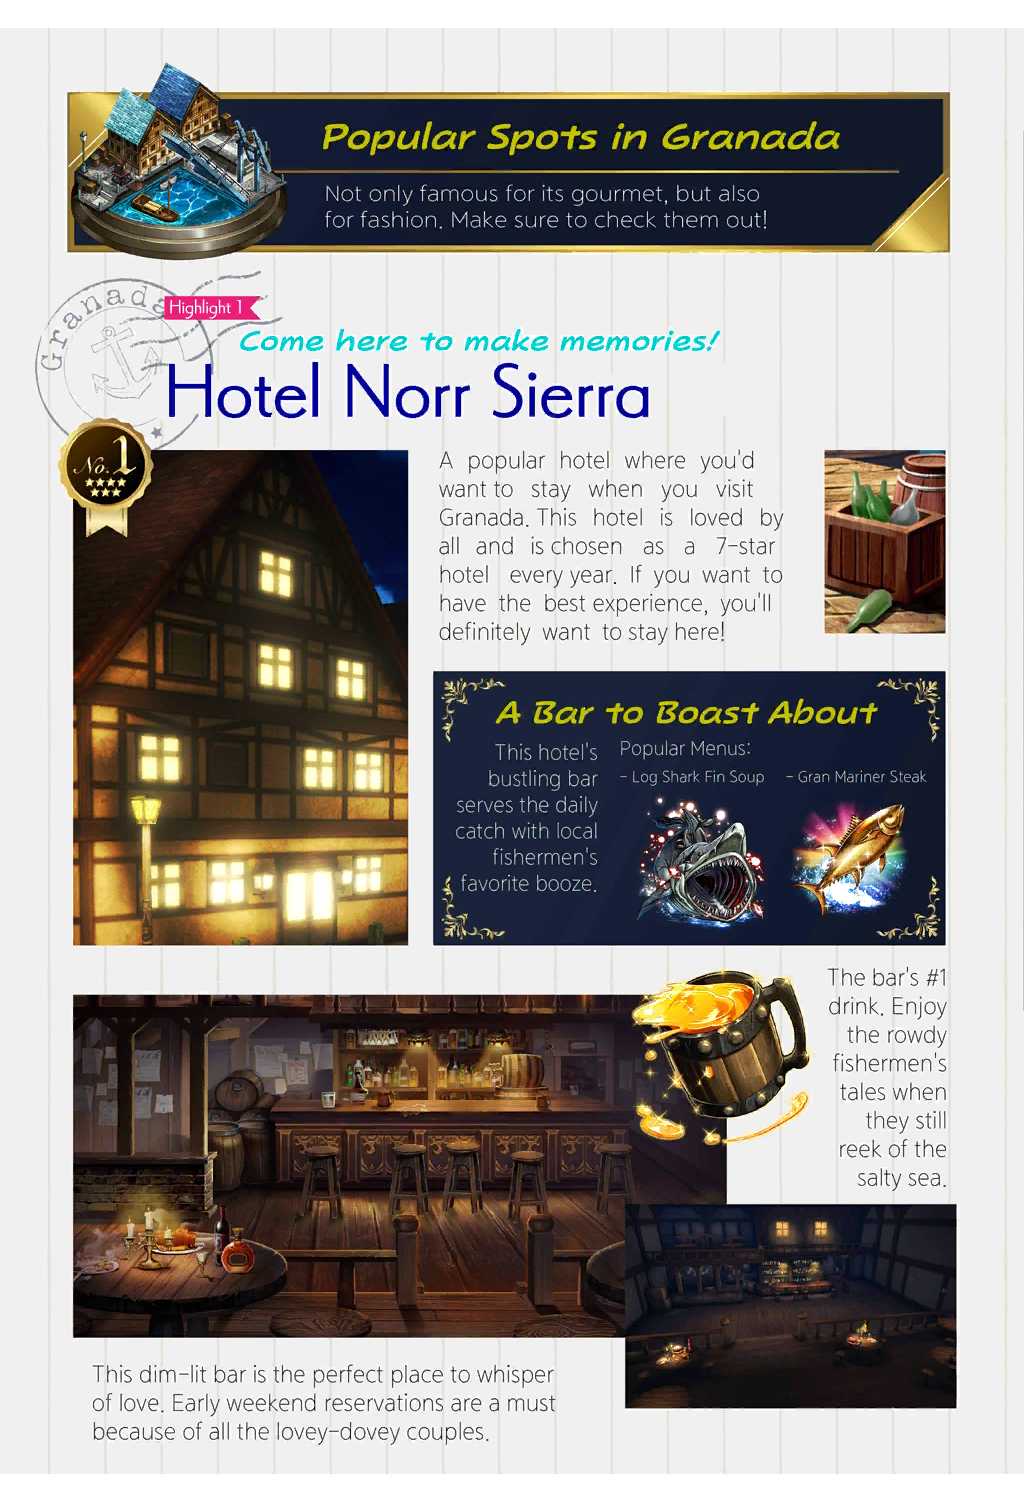 Popular Spots in Granada
Not only famous for its gourmet, but also
for fashion. Make sure to check them out!
Granada
Highlight 1
Come here to make memories!
Hotel Norr Sierra
No.1
A popular hotel where you'd
want to stay when you visit
Granada. This hotel is loved by
all and is chosen as a 7-star
hotel every year. If you want to
have the best experience, you'll
definitely want to stay here!
A Bar to Boast About
This hotel's
bustling bar
serves the daily
catch with local
fishermen's
favorite booze.
Popular Menus:
- Log Shark Fin Soup
- Gran Mariner Steak
The bar's #1
drink. Enjoy
the rowdy
fishermen's
tales when
they still
reek of the
salty sea.
This dim-lit bar is the perfect place to whisper
of love. Early weekend reservations are a must
because of all the lovey-dovey couples.